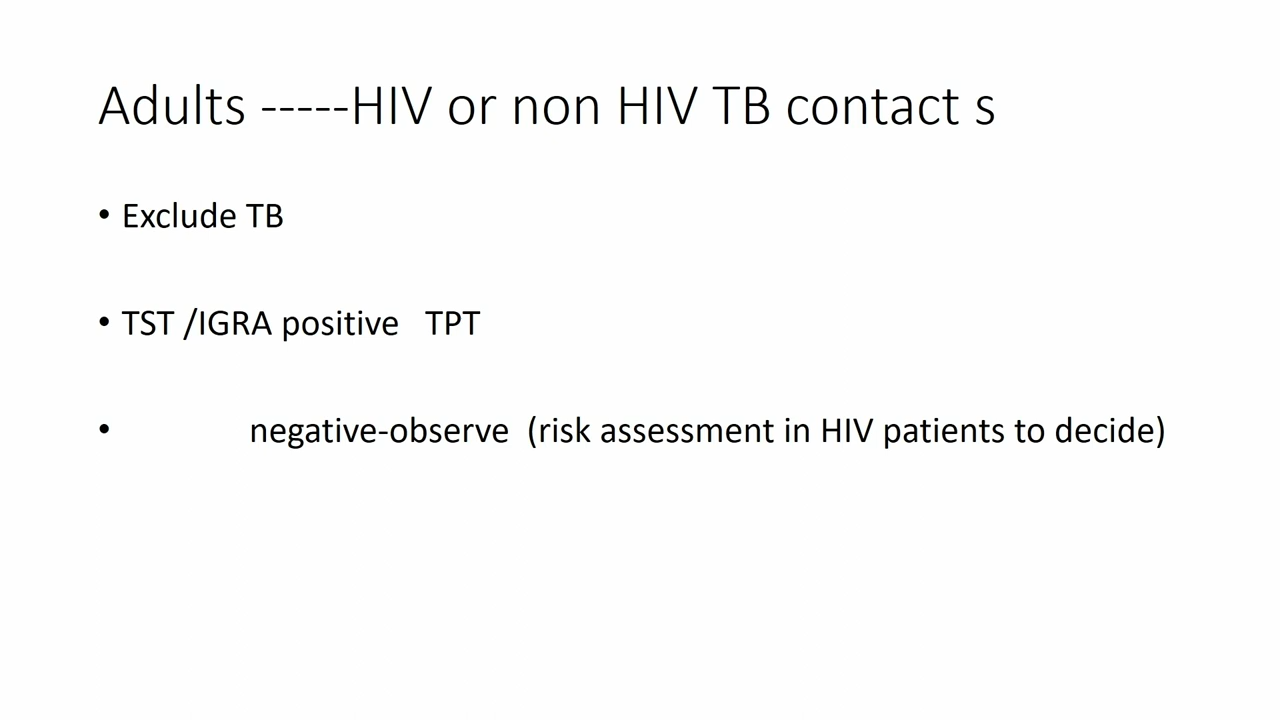 Adults -----HIV or non HIV TB contact s
• Exclude TB
• TST /IGRA positive   TPT
•              negative-observe  (risk assessment in HIV patients to decide)